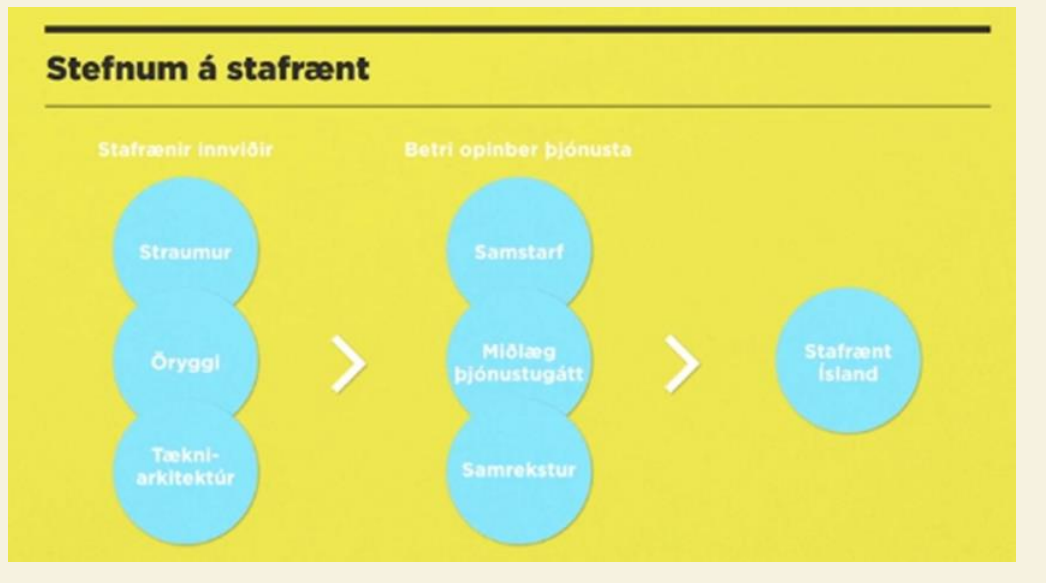 Stefnum á stafrænt
Stafrænir innviðir
Straumur
Öryggi
Tækni-
arkitektúr
Betri opinber þjónusta
Samstarf
Miðlæg
þjónustugátt
Samrekstur
Stafrænt
Ísland